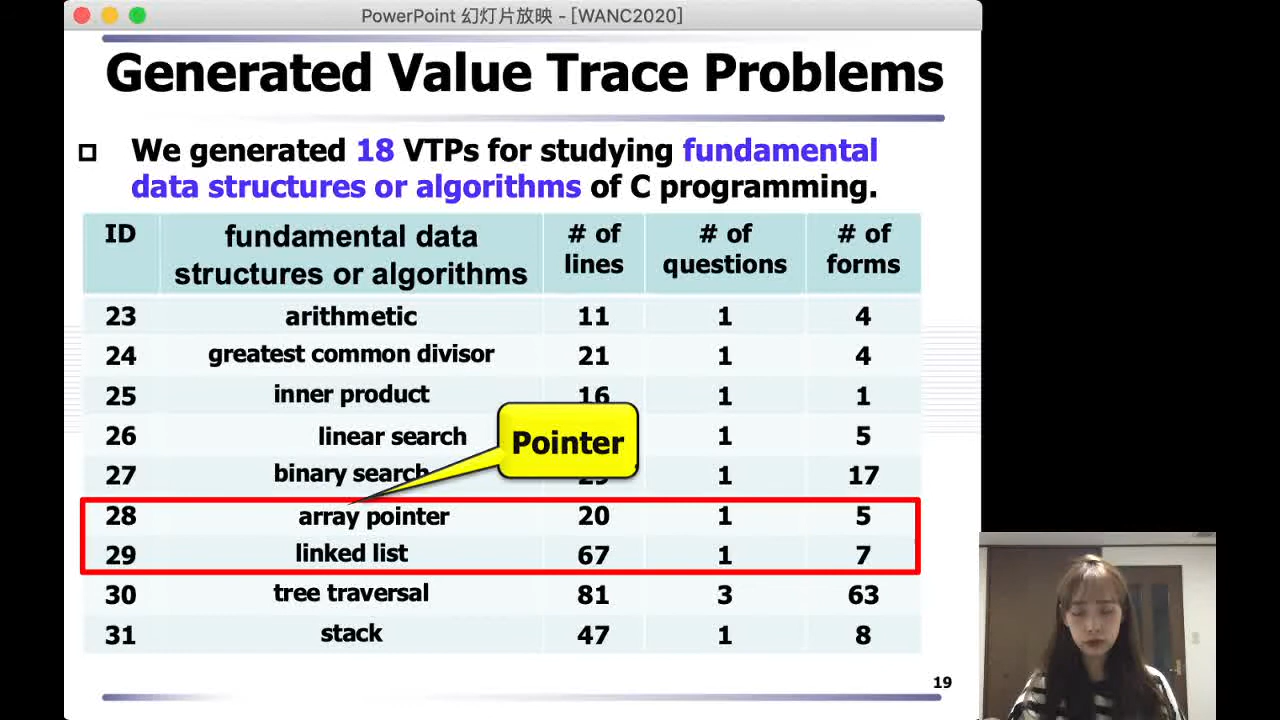 PowerPoint 幻灯片放映 - [WANC2020]
Generated Value Trace Problems
We generated 18 VTPs for studying fundamental
data structures or algorithms of C programming.
ID fundamental data structures or algorithms # of lines # of questions # of forms
23 arithmetic 11 1 4
24 greatest common divisor 21 1 4
25 inner product 16 1 1
26 linear search 1 5
Pointer
27 binary search 1 17
28 array pointer 20 1 5
29 linked list 67 1 7
30 tree traversal 81 3 63
31 stack 47 1 8
19